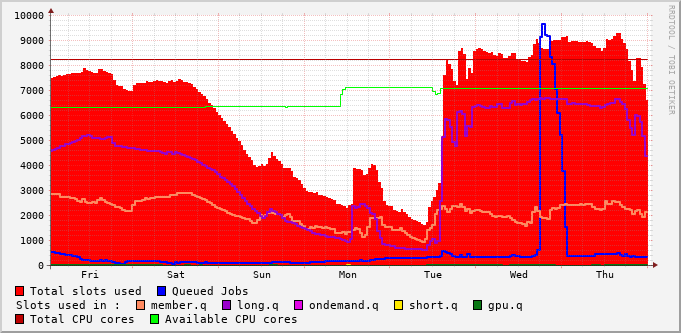 10000
9000
8000
7000
6000
5000
4000
3000
2000
1000
0
Fri Sat Sun Mon Tue Wed Thu
RRDTOOL / TOBI OETIKER
Total slots used Queued Jobs
Slots used in : member.q long.q ondemand.q short.q gpu.q
Total CPU cores Available CPU cores